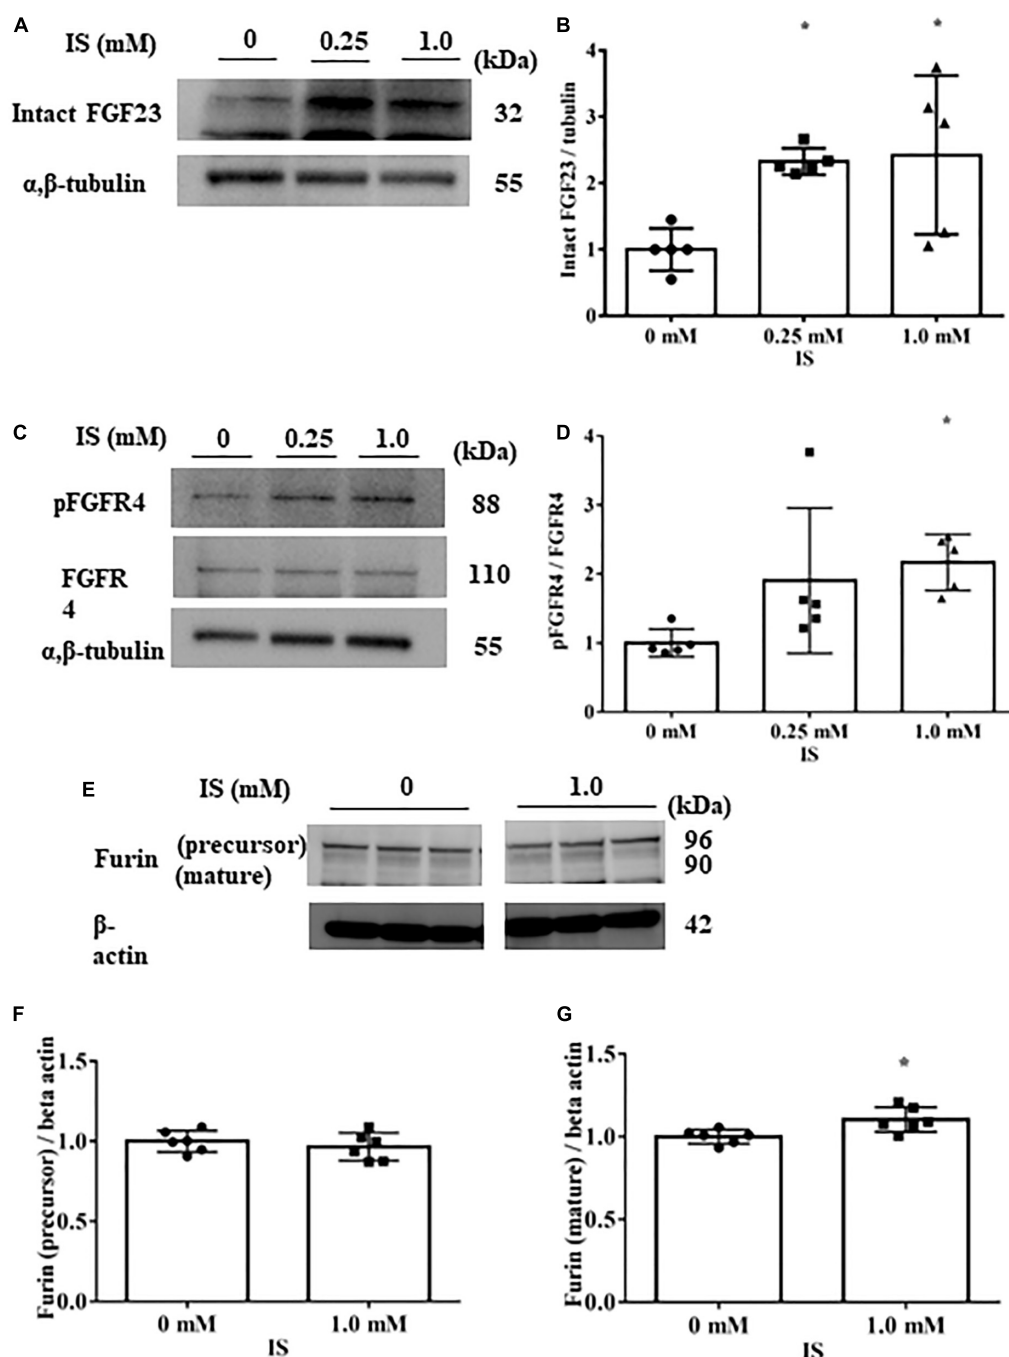 A
IS (mM) 0 0.25 1.0 (kDa)
Intact FGF23 32
α,β-tubulin 55
B
* *
Intact FGF23 / tubulin
4
3
2
1
0
0 mM 0.25 mM 1.0 mM
IS
C
IS (mM) 0 0.25 1.0 (kDa)
pFGFR4 88
FGFR 110
4
α,β-tubulin 55
D
*
pFGFR4 / FGFR4
4
3
2
1
0
0 mM 0.25 mM 1.0 mM
IS
E
IS (mM) 0 1.0 (kDa)
Furin (precursor) 96
(mature) 90
β- 42
actin
F
Furin (precursor) / beta actin
1.5
1.0
0.5
0.0
0 mM 1.0 mM
IS
G
*
Furin (mature) / beta actin
1.5
1.0
0.5
0.0
0 mM 1.0 mM
IS